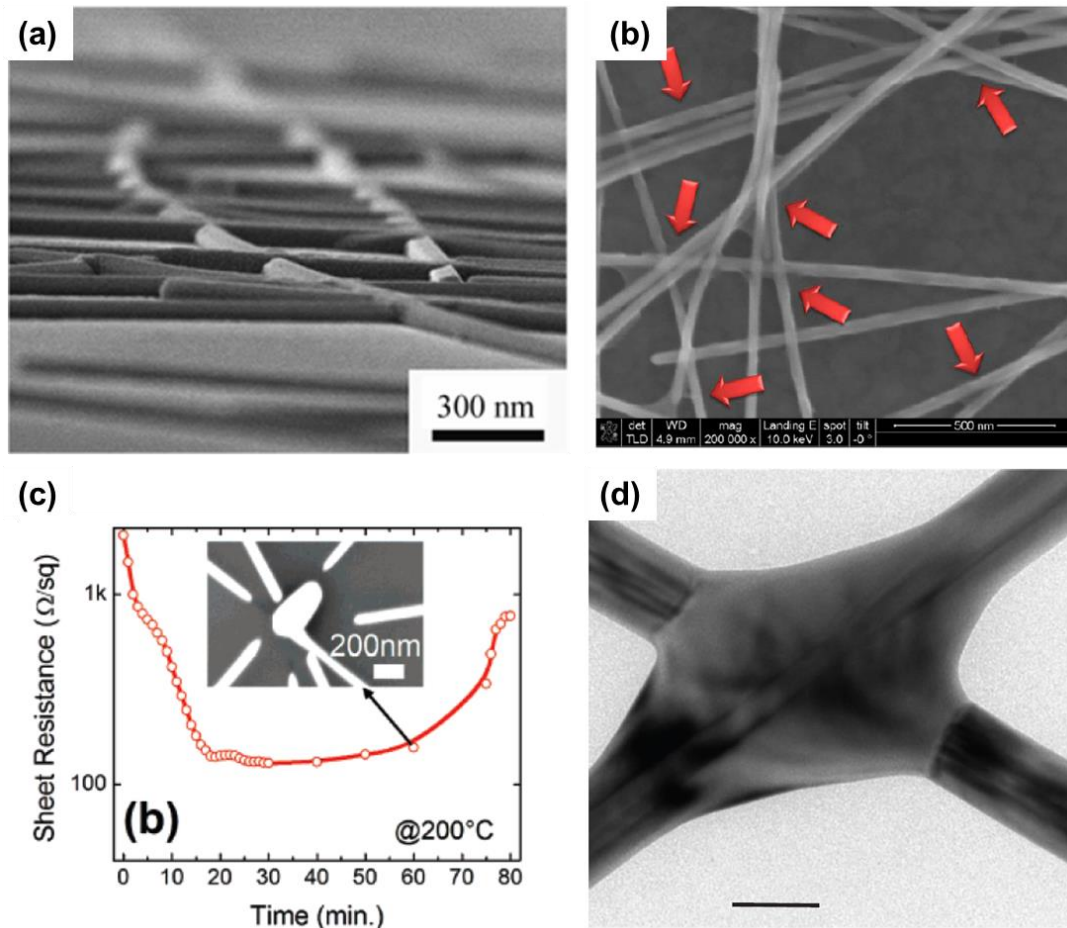 (a)
300 nm
(b)
det WD mag Landing E spot tilt
TLD 4.9 mm 200 000 x 10.0 keV 3.0 -0 °
500 nm
(c)
Sheet Resistance (Ω/sq)
1k
100
200nm
(b)
@200°C
0 10 20 30 40 50 60 70 80
Time (min.)
(d)